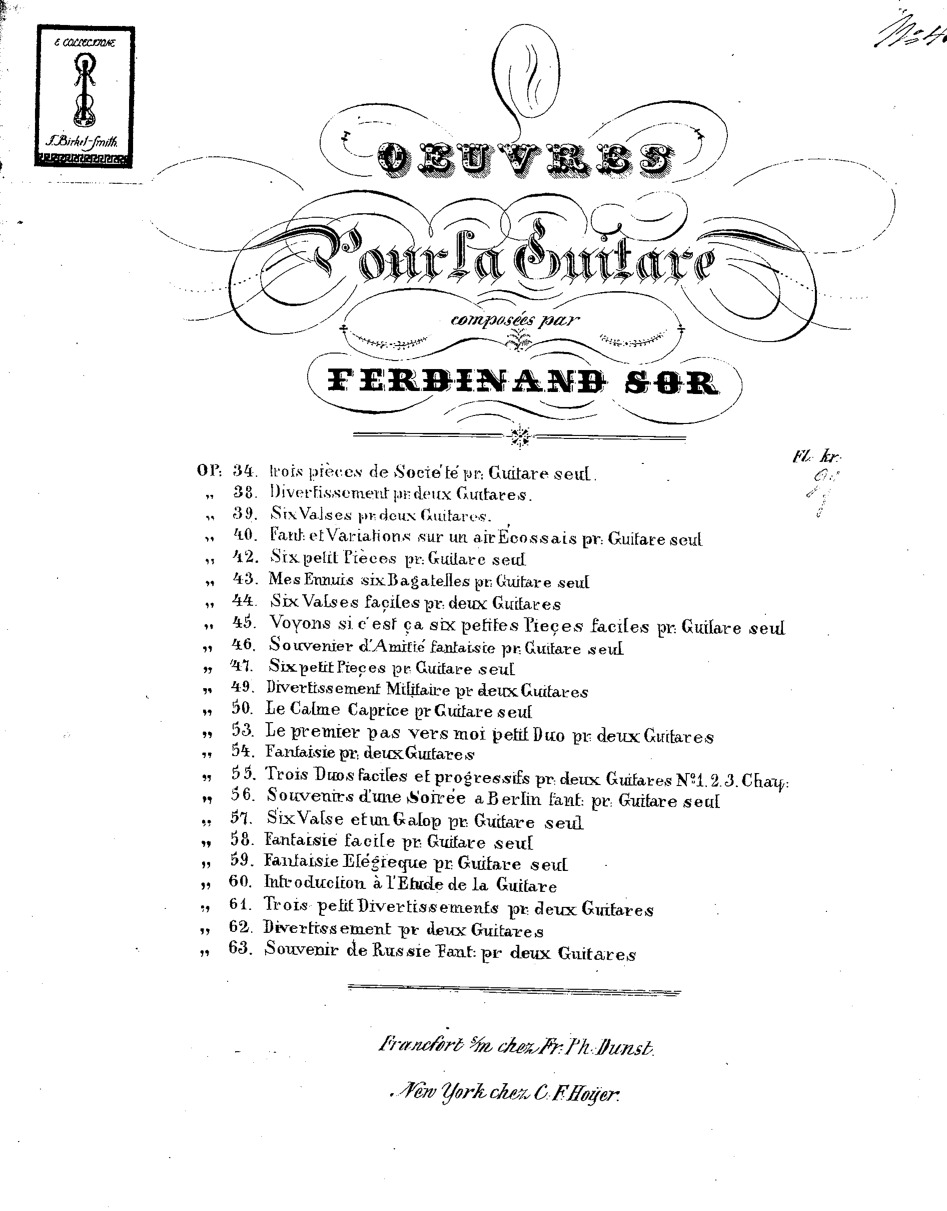 E COLLECTIONE
J. Birkel-Smith.
No 4.
OEUVRES
Pour la Guitare
composées par
FERDINAND SOR
Fl. kr.
OP: 34. trois pièces de Societé pr: Guitare seul.
„ 38. Divertissement pr: deux Guitares.
„ 39. Six Valses pr: deux Guitares.
„ 40. Fant: et Variations sur un air Écossais pr: Guitare seul
„ 42. Six petit Pièces pr: Guitare seul
„ 43. Mes Ennuis six Bagatelles pr: Guitare seul
„ 44. Six Valses façiles pr: deux Guitares
„ 45. Voyons si c'est ça six petites Pieçes faciles pr: Guitare seul
„ 46. Souvenier d'Amitié fantaisie pr: Guitare seul
„ 47. Six petit Pieçes pr: Guitare seul
„ 49. Divertissement Militaire pr: deux Guitares
„ 50. Le Calme Caprice pr Guitare seul
„ 53. Le premier pas vers moi petit Duo pr: deux Guitares
„ 54. Fantaisie pr: deux Guitares
„ 55. Trois Duos faciles et progressifs pr: deux Guitares No 1. 2. 3. Chaq:
„ 56. Souvenirs d'une Soirée a Berlin fant: pr: Guitare seul
„ 57. Six Valse et un Galop pr: Guitare seul
„ 58. Fantaisie facile pr: Guitare seul
„ 59. Fantaisie Elégieque pr: Guitare seul
„ 60. Introduction à l'Etude de la Guitare
„ 61. Trois petit Divertissements pr: deux Guitares
„ 62. Divertissement pr deux Guitares
„ 63. Souvenir de Russie Fant: pr deux Guitares
Francfort s/m chez Fr. Ph. Dunst.
New York chez C. F. Hoÿer.